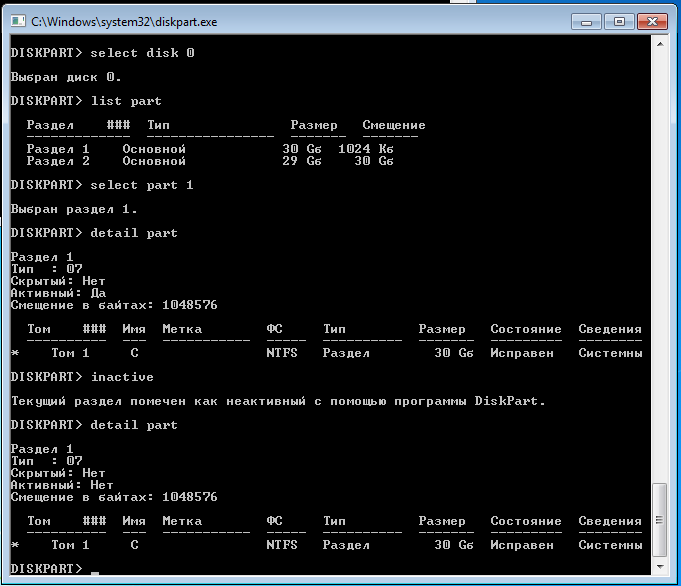 C:\Windows\system32\diskpart.exe
DISKPART> select disk 0
Выбран диск 0.
DISKPART> list part
Раздел    ###  Тип               Размер   Смещение
-------------  ----------------  -------  --------
Раздел 1    Основной            30 Gб  1024 Kб
Раздел 2    Основной            29 Gб    30 Gб
DISKPART> select part 1
Выбран раздел 1.
DISKPART> detail part
Раздел 1
Тип  : 07
Скрытый: Нет
Активный: Да
Смещение в байтах: 1048576
Том    ###  Имя  Метка        ФС     Тип         Размер   Состояние  Сведения
----------  ---  -----------  -----  ----------  -------  ---------  --------
*    Том 1     C                NTFS   Раздел        30 Gб  Исправен   Системны
DISKPART> inactive
Текущий раздел помечен как неактивный с помощью программы DiskPart.
DISKPART> detail part
Раздел 1
Тип  : 07
Скрытый: Нет
Активный: Нет
Смещение в байтах: 1048576
Том    ###  Имя  Метка        ФС     Тип         Размер   Состояние  Сведения
----------  ---  -----------  -----  ----------  -------  ---------  --------
*    Том 1     C                NTFS   Раздел        30 Gб  Исправен   Системны
DISKPART> _